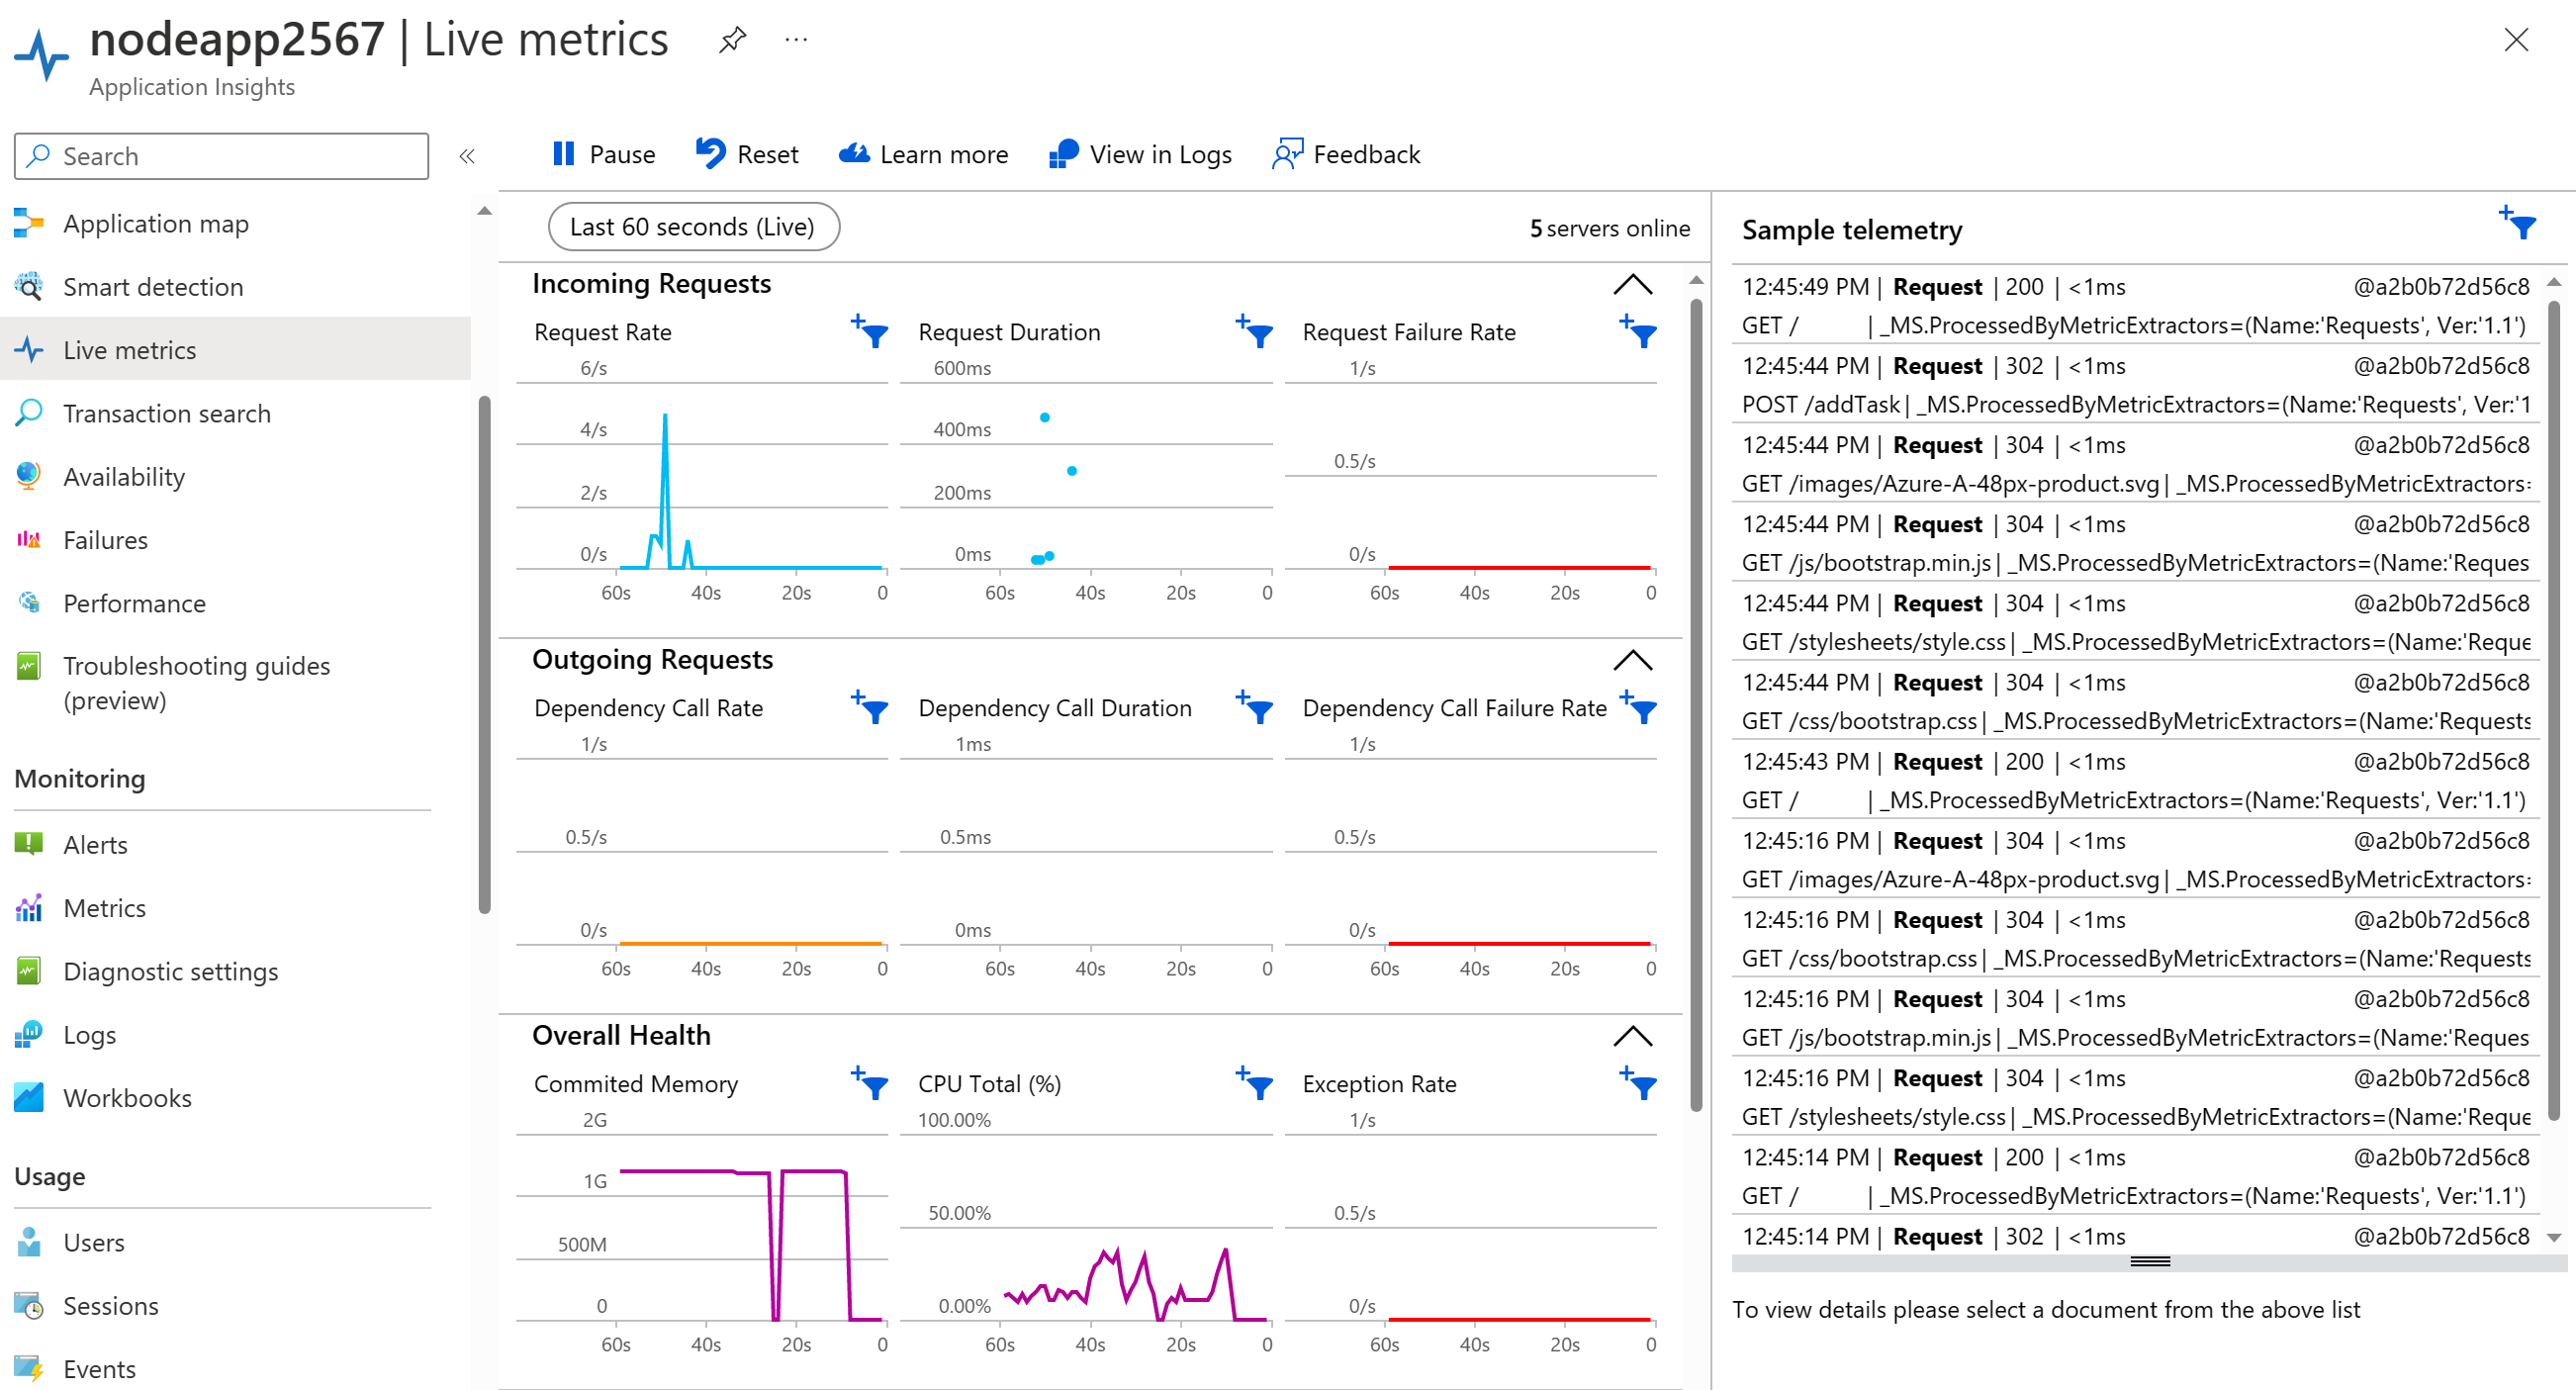 nodeapp2567 | Live metrics ···
Application Insights
Search
«
Application map
Smart detection
Live metrics
Transaction search
Availability
Failures
Performance
Troubleshooting guides
(preview)
Monitoring
Alerts
Metrics
Diagnostic settings
Logs
Workbooks
Usage
Users
Sessions
Events
Pause Reset Learn more View in Logs Feedback
Last 60 seconds (Live) 5 servers online
Incoming Requests
Request Rate
6/s
4/s
2/s
0/s
60s 40s 20s 0
Request Duration
600ms
400ms
200ms
0ms
60s 40s 20s 0
Request Failure Rate
1/s
0.5/s
0/s
60s 40s 20s 0
Outgoing Requests
Dependency Call Rate
1/s
0.5/s
0/s
60s 40s 20s 0
Dependency Call Duration
1ms
0.5ms
0ms
60s 40s 20s 0
Dependency Call Failure Rate
1/s
0.5/s
0/s
60s 40s 20s 0
Overall Health
Commited Memory
2G
1G
500M
0
60s 40s 20s 0
CPU Total (%)
100.00%
50.00%
0.00%
60s 40s 20s 0
Exception Rate
1/s
0.5/s
0/s
60s 40s 20s 0
Sample telemetry
12:45:49 PM | Request | 200 | <1ms @a2b0b72d56c8
GET / | _MS.ProcessedByMetricExtractors=(Name:'Requests', Ver:'1.1')
12:45:44 PM | Request | 302 | <1ms @a2b0b72d56c8
POST /addTask | _MS.ProcessedByMetricExtractors=(Name:'Requests', Ver:'1
12:45:44 PM | Request | 304 | <1ms @a2b0b72d56c8
GET /images/Azure-A-48px-product.svg | _MS.ProcessedByMetricExtractors=
12:45:44 PM | Request | 304 | <1ms @a2b0b72d56c8
GET /js/bootstrap.min.js | _MS.ProcessedByMetricExtractors=(Name:'Reques
12:45:44 PM | Request | 304 | <1ms @a2b0b72d56c8
GET /stylesheets/style.css | _MS.ProcessedByMetricExtractors=(Name:'Reque
12:45:44 PM | Request | 304 | <1ms @a2b0b72d56c8
GET /css/bootstrap.css | _MS.ProcessedByMetricExtractors=(Name:'Requests
12:45:43 PM | Request | 200 | <1ms @a2b0b72d56c8
GET / | _MS.ProcessedByMetricExtractors=(Name:'Requests', Ver:'1.1')
12:45:16 PM | Request | 304 | <1ms @a2b0b72d56c8
GET /images/Azure-A-48px-product.svg | _MS.ProcessedByMetricExtractors=
12:45:16 PM | Request | 304 | <1ms @a2b0b72d56c8
GET /css/bootstrap.css | _MS.ProcessedByMetricExtractors=(Name:'Requests
12:45:16 PM | Request | 304 | <1ms @a2b0b72d56c8
GET /js/bootstrap.min.js | _MS.ProcessedByMetricExtractors=(Name:'Reques
12:45:16 PM | Request | 304 | <1ms @a2b0b72d56c8
GET /stylesheets/style.css | _MS.ProcessedByMetricExtractors=(Name:'Reque
12:45:14 PM | Request | 200 | <1ms @a2b0b72d56c8
GET / | _MS.ProcessedByMetricExtractors=(Name:'Requests', Ver:'1.1')
12:45:14 PM | Request | 302 | <1ms @a2b0b72d56c8
To view details please select a document from the above list